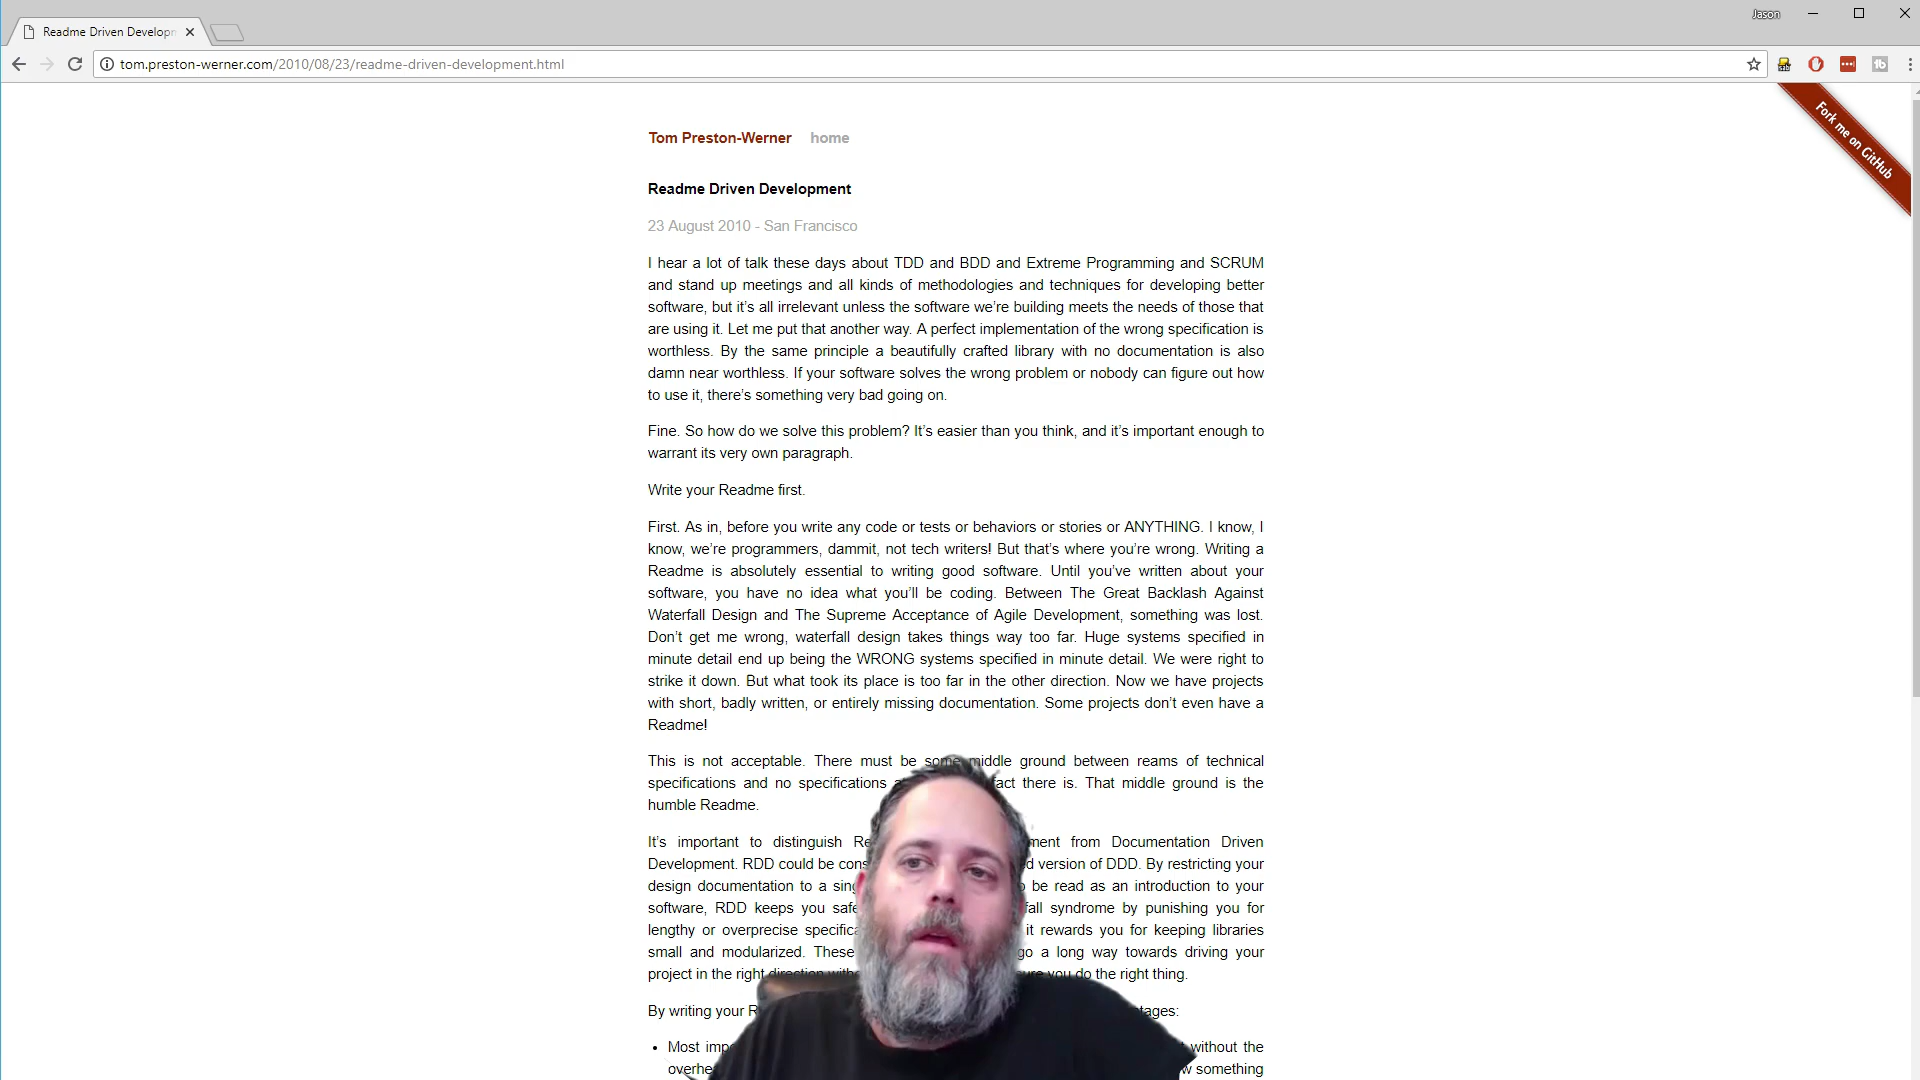 Jason
Readme Driven Developm
tom.preston-werner.com/2010/08/23/readme-driven-development.html
Fork me on GitHub
Tom Preston-Werner home
Readme Driven Development
23 August 2010 - San Francisco
I hear a lot of talk these days about TDD and BDD and Extreme Programming and SCRUM
and stand up meetings and all kinds of methodologies and techniques for developing better
software, but it’s all irrelevant unless the software we’re building meets the needs of those that
are using it. Let me put that another way. A perfect implementation of the wrong specification is
worthless. By the same principle a beautifully crafted library with no documentation is also
damn near worthless. If your software solves the wrong problem or nobody can figure out how
to use it, there’s something very bad going on.
Fine. So how do we solve this problem? It’s easier than you think, and it’s important enough to
warrant its very own paragraph.
Write your Readme first.
First. As in, before you write any code or tests or behaviors or stories or ANYTHING. I know, I
know, we’re programmers, dammit, not tech writers! But that’s where you’re wrong. Writing a
Readme is absolutely essential to writing good software. Until you’ve written about your
software, you have no idea what you’ll be coding. Between The Great Backlash Against
Waterfall Design and The Supreme Acceptance of Agile Development, something was lost.
Don’t get me wrong, waterfall design takes things way too far. Huge systems specified in
minute detail end up being the WRONG systems specified in minute detail. We were right to
strike it down. But what took its place is too far in the other direction. Now we have projects
with short, badly written, or entirely missing documentation. Some projects don’t even have a
Readme!
This is not acceptable. There must be some middle ground between reams of technical
specifications and no specifications fact there is. That middle ground is the
humble Readme.
It’s important to distinguish Re ment from Documentation Driven
Development. RDD could be cons d version of DDD. By restricting your
design documentation to a sing o be read as an introduction to your
software, RDD keeps you safe fall syndrome by punishing you for
lengthy or overprecise specifica it rewards you for keeping libraries
small and modularized. These go a long way towards driving your
project in the right direction witho sure you do the right thing.
By writing your R tages:
• Most imp t without the
overhe w something